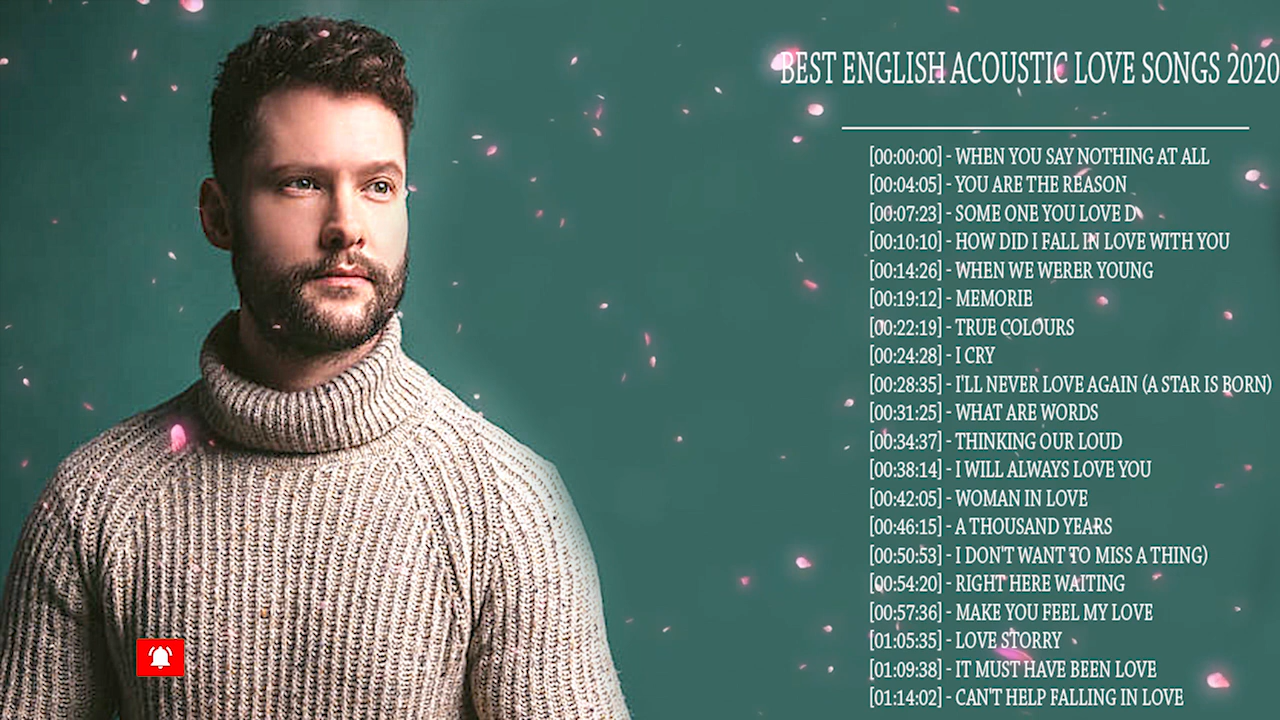 BEST ENGLISH ACOUSTIC LOVE SONGS 2020
[00:00:00] - WHEN YOU SAY NOTHING AT ALL
[00:04:05] - YOU ARE THE REASON
[00:07:23] - SOME ONE YOU LOVE D
[00:10:10] - HOW DID I FALL IN LOVE WITH YOU
[00:14:26] - WHEN WE WERER YOUNG
[00:19:12] - MEMORIE
[00:22:19] - TRUE COLOURS
[00:24:28] - I CRY
[00:28:35] - I'LL NEVER LOVE AGAIN (A STAR IS BORN)
[00:31:25] - WHAT ARE WORDS
[00:34:37] - THINKING OUR LOUD
[00:38:14] - I WILL ALWAYS LOVE YOU
[00:42:05] - WOMAN IN LOVE
[00:46:15] - A THOUSAND YEARS
[00:50:53] - I DON'T WANT TO MISS A THING)
[00:54:20] - RIGHT HERE WAITING
[00:57:36] - MAKE YOU FEEL MY LOVE
[01:05:35] - LOVE STORRY
[01:09:38] - IT MUST HAVE BEEN LOVE
[01:14:02] - CAN'T HELP FALLING IN LOVE